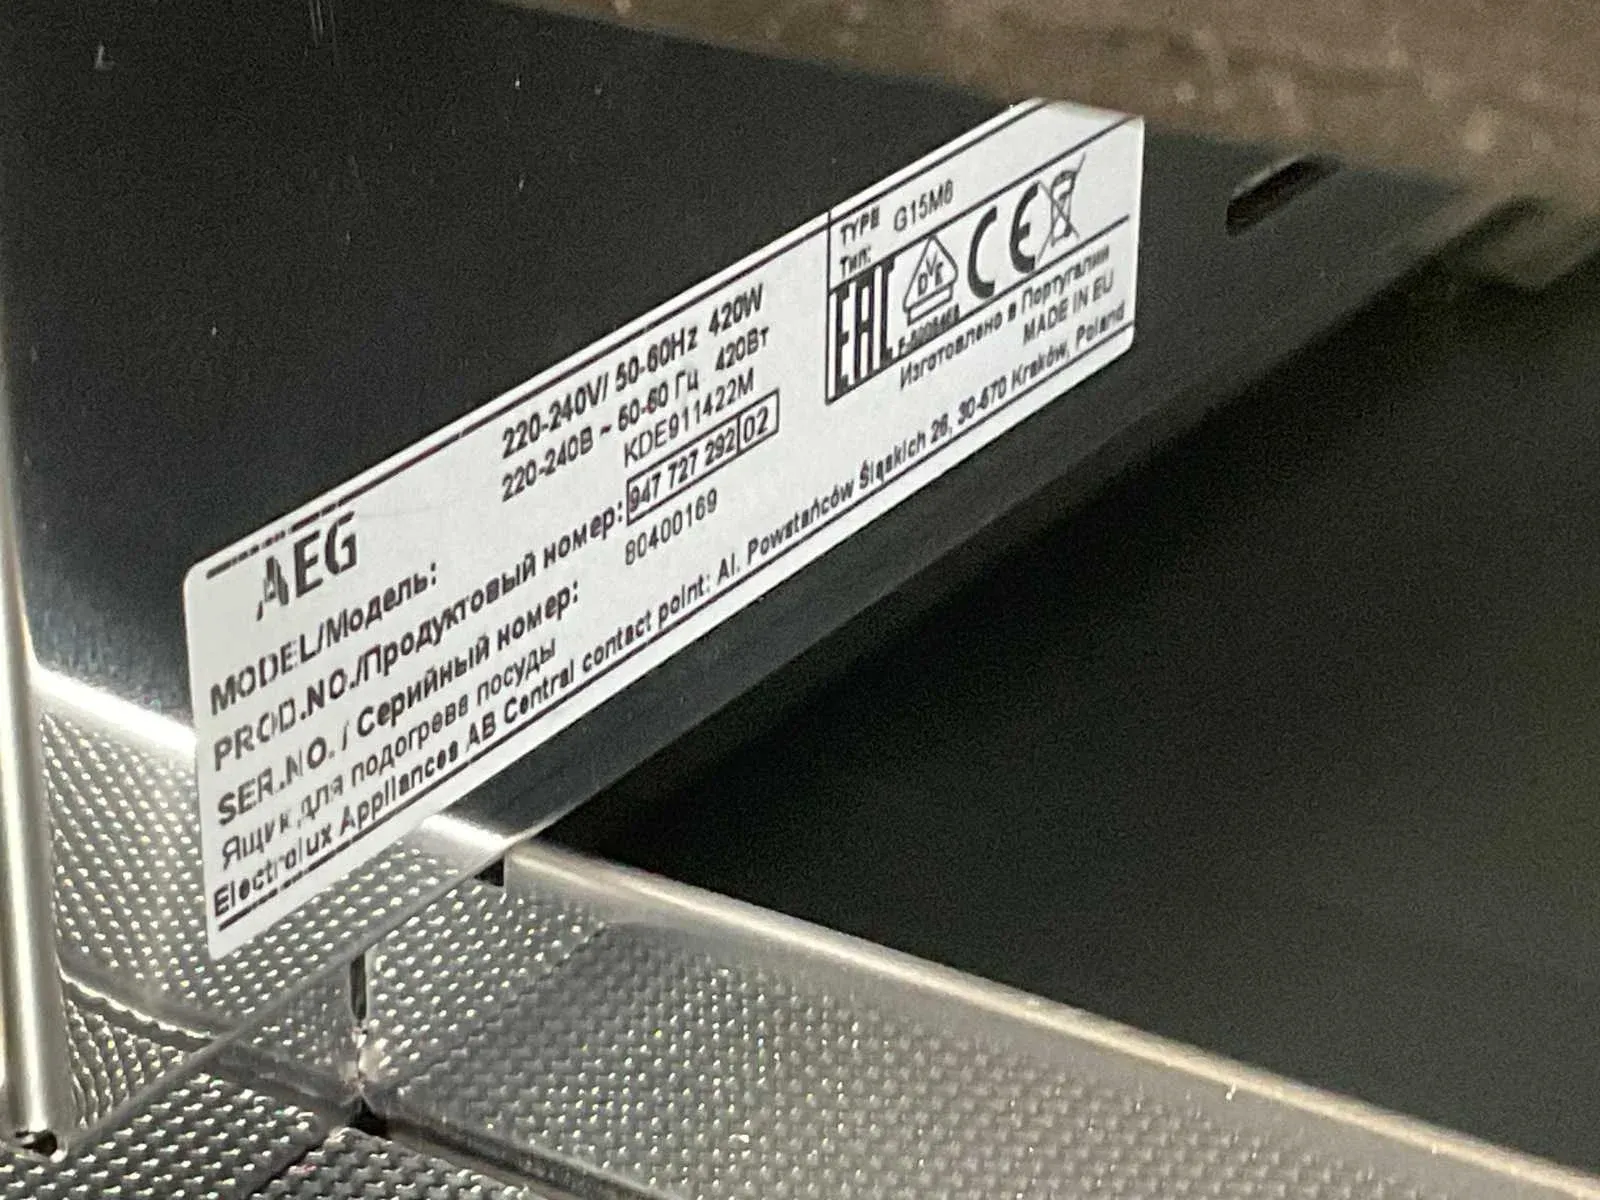 AEG
220-240V/ 50-60Hz 420W
220-240В ~ 50-60 Гц 420Вт
MODEL/Модель: KDE911422M
PROD.NO./Продуктовый номер: 947 727 292 02
SER.NO. / Серийный номер: 80400169
Ящик для подогрева посуды
Electrolux Appliances AB Central contact point: Al. Powstańców Śląskich 26, 30-570 Kraków, Poland
TYPE G15M6
Тип:
EAC
DVE
CE
Изготовлено в Португалии
MADE IN EU